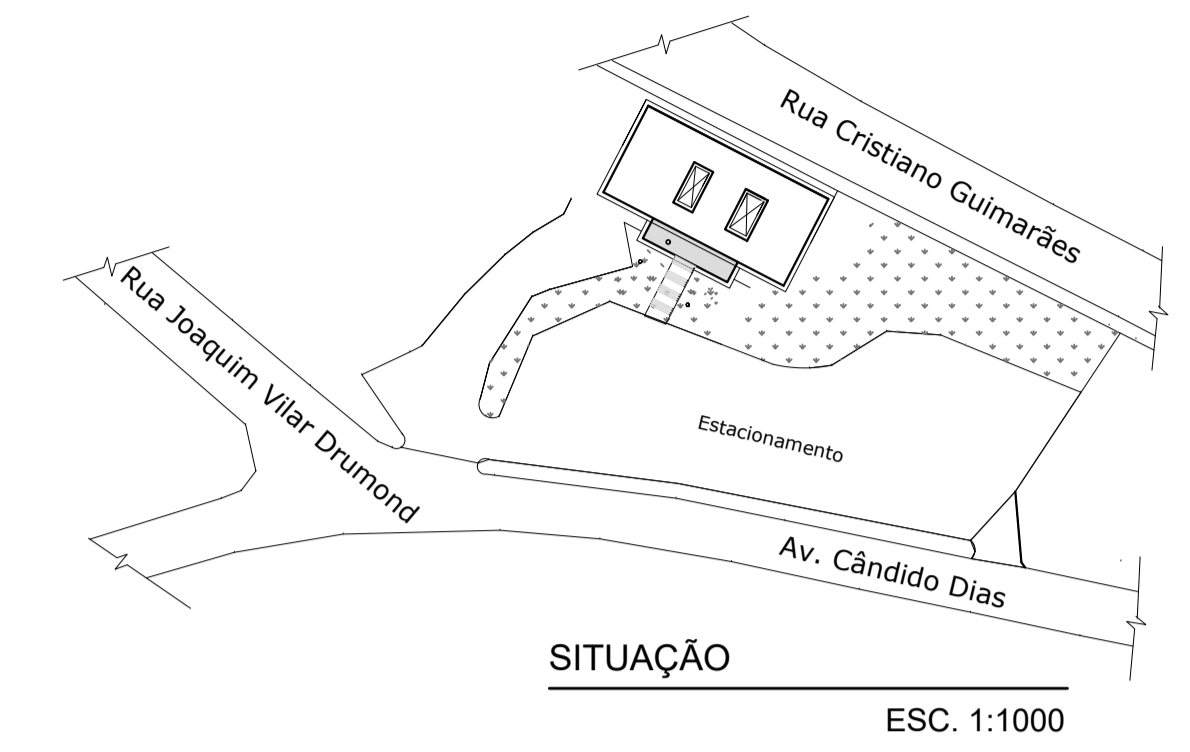 Rua Cristiano Guimarães
Rua Joaquim Vilar Drumond
Estacionamento
Av. Cândido Dias
SITUAÇÃO
ESC. 1:1000